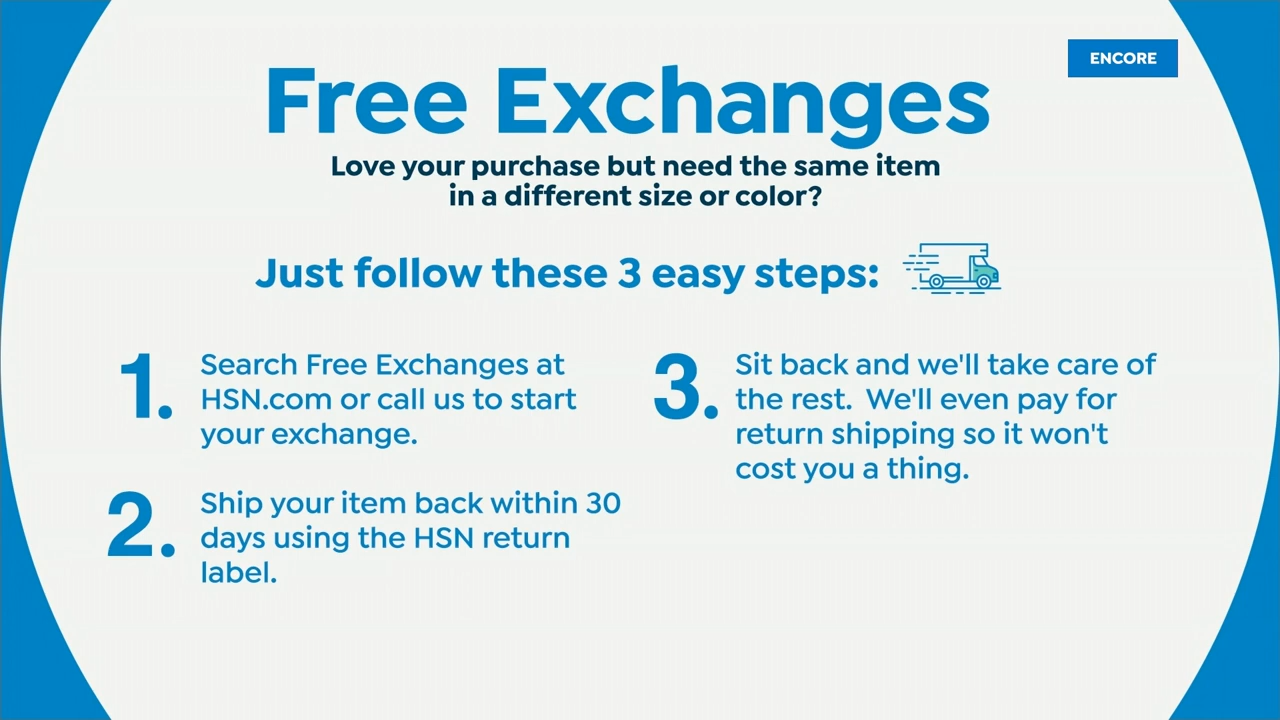 ENCORE
Free Exchanges
Love your purchase but need the same item
in a different size or color?
Just follow these 3 easy steps:
1. Search Free Exchanges at
HSN.com or call us to start
your exchange.
2. Ship your item back within 30
days using the HSN return
label.
3. Sit back and we'll take care of
the rest.  We'll even pay for
return shipping so it won't
cost you a thing.